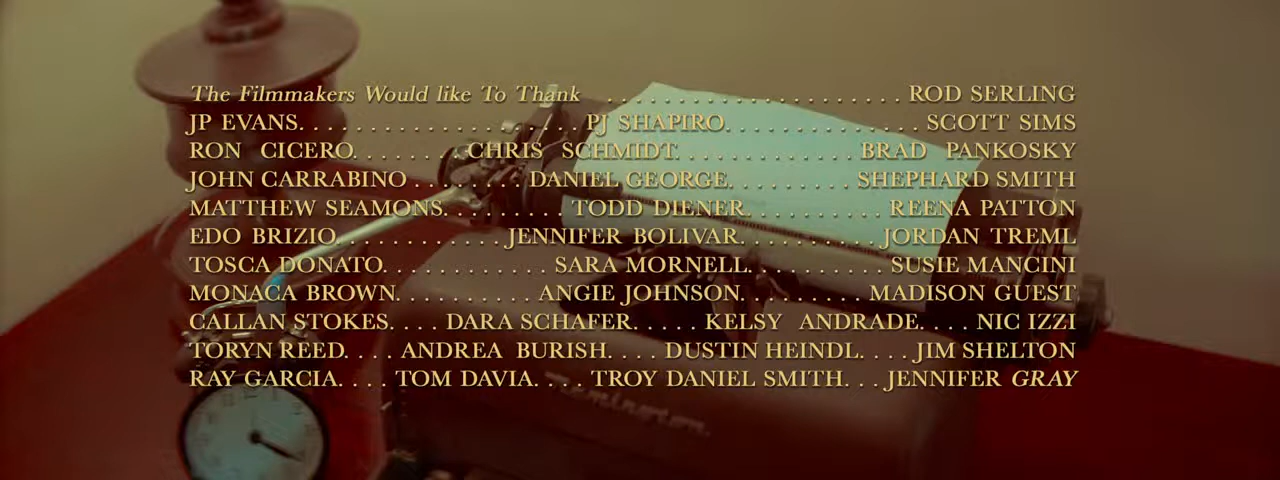 The Filmmakers Would like To Thank . . . . . . . . . . . . . . . . . . . . . ROD SERLING
JP EVANS. . . . . . . . . . . . . . . . . . . . PJ SHAPIRO. . . . . . . . . . . . . . SCOTT SIMS
RON CICERO. . . . . . . . CHRIS SCHMIDT. . . . . . . . . . . . . BRAD PANKOSKY
JOHN CARRABINO . . . . . . . . DANIEL GEORGE. . . . . . . . . SHEPHARD SMITH
MATTHEW SEAMONS. . . . . . . . . TODD DIENER. . . . . . . . . . REENA PATTON
EDO BRIZIO. . . . . . . . . . . . JENNIFER BOLIVAR. . . . . . . . . . JORDAN TREML
TOSCA DONATO. . . . . . . . . . . . SARA MORNELL. . . . . . . . . . SUSIE MANCINI
MONACA BROWN. . . . . . . . . . ANGIE JOHNSON. . . . . . . . . MADISON GUEST
CALLAN STOKES. . . . DARA SCHAFER. . . . . KELSY ANDRADE. . . . NIC IZZI
TORYN REED. . . . ANDREA BURISH. . . . DUSTIN HEINDL. . . . JIM SHELTON
RAY GARCIA. . . . TOM DAVIA. . . . TROY DANIEL SMITH. . . JENNIFER GRAY
Remington